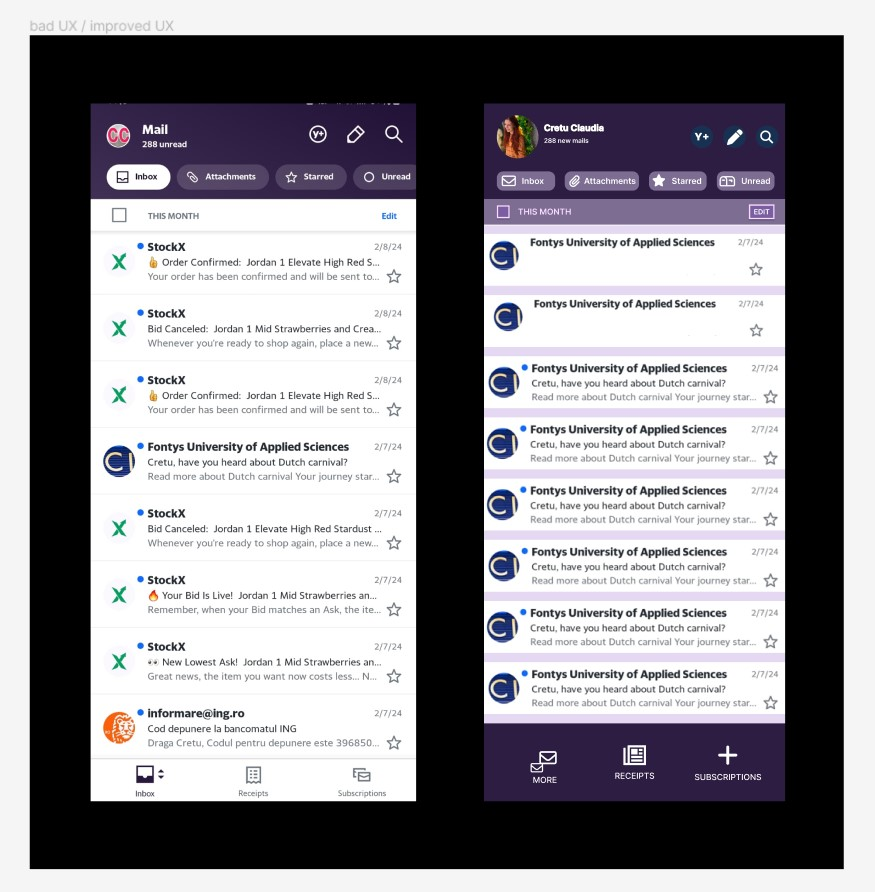 bad UX / improved UX
CC
Mail
288 unread
Y+
Inbox
Attachments
Starred
Unread
THIS MONTH
Edit
StockX
2/8/24
👍 Order Confirmed: Jordan 1 Elevate High Red S...
Your order has been confirmed and will be sent to...
StockX
2/8/24
Bid Canceled: Jordan 1 Mid Strawberries and Crea...
Whenever you're ready to shop again, place a new...
StockX
2/8/24
👍 Order Confirmed: Jordan 1 Elevate High Red S...
Your order has been confirmed and will be sent to...
Fontys University of Applied Sciences
2/7/24
Cretu, have you heard about Dutch carnival?
Read more about Dutch carnival Your journey star...
StockX
2/7/24
Bid Canceled: Jordan 1 Elevate High Red Stardust ...
Whenever you're ready to shop again, place a new...
StockX
2/7/24
🔥 Your Bid Is Live! Jordan 1 Mid Strawberries an...
Remember, when your Bid matches an Ask, the ite...
StockX
2/7/24
👀 New Lowest Ask! Jordan 1 Mid Strawberries an...
Great news, the item you want now costs less... N...
informare@ing.ro
2/7/24
Cod depunere la bancomatul ING
Draga Cretu, Codul pentru depunere este 396850...
Inbox
Receipts
Subscriptions
Cretu Claudia
288 new mails
Y+
Inbox
Attachments
Starred
Unread
THIS MONTH
EDIT
CI
Fontys University of Applied Sciences
2/7/24
CI
Fontys University of Applied Sciences
2/7/24
CI
Fontys University of Applied Sciences
2/7/24
Cretu, have you heard about Dutch carnival?
Read more about Dutch carnival Your journey star...
CI
Fontys University of Applied Sciences
2/7/24
Cretu, have you heard about Dutch carnival?
Read more about Dutch carnival Your journey star...
CI
Fontys University of Applied Sciences
2/7/24
Cretu, have you heard about Dutch carnival?
Read more about Dutch carnival Your journey star...
CI
Fontys University of Applied Sciences
2/7/24
Cretu, have you heard about Dutch carnival?
Read more about Dutch carnival Your journey star...
CI
Fontys University of Applied Sciences
2/7/24
Cretu, have you heard about Dutch carnival?
Read more about Dutch carnival Your journey star...
CI
Fontys University of Applied Sciences
2/7/24
Cretu, have you heard about Dutch carnival?
Read more about Dutch carnival Your journey star...
MORE
RECEIPTS
SUBSCRIPTIONS